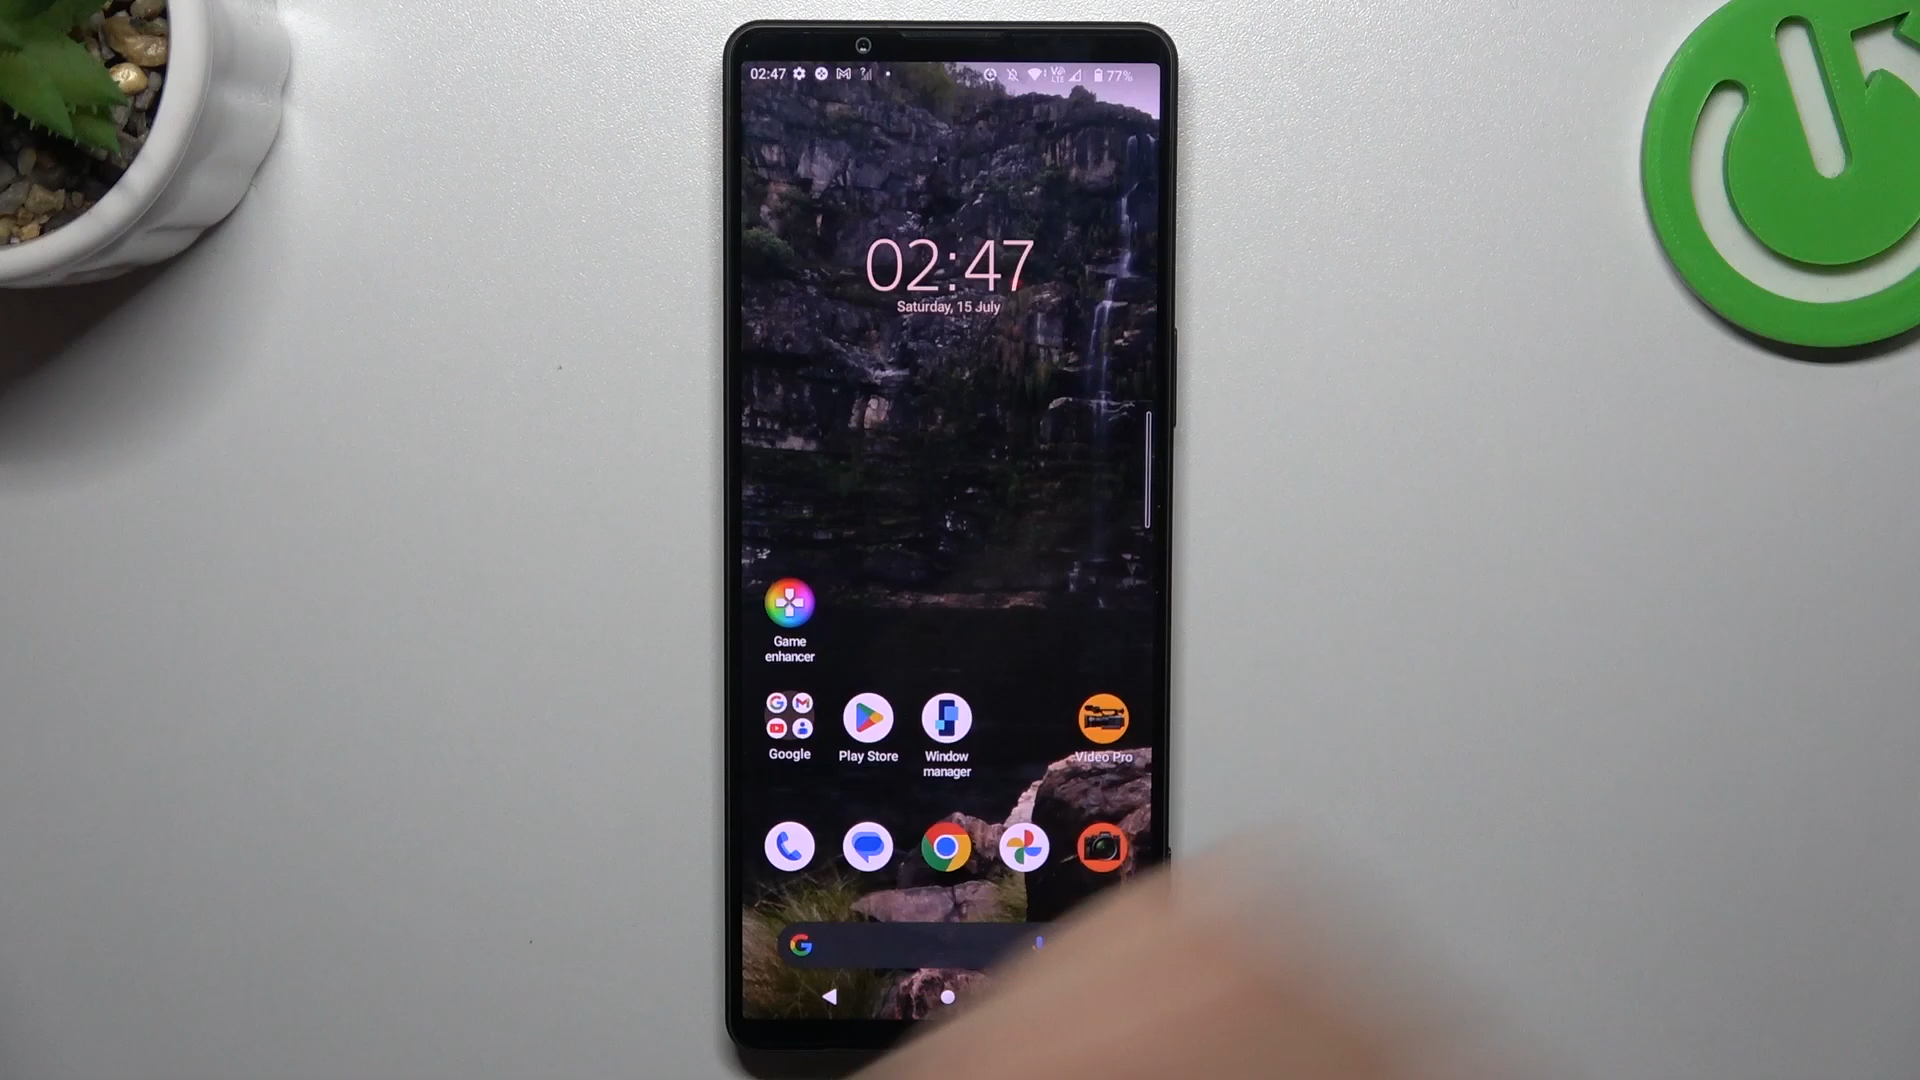 02:47
77%
02:47
Saturday, 15 July
Game
enhancer
Google
Play Store
Window
manager
Video Pro